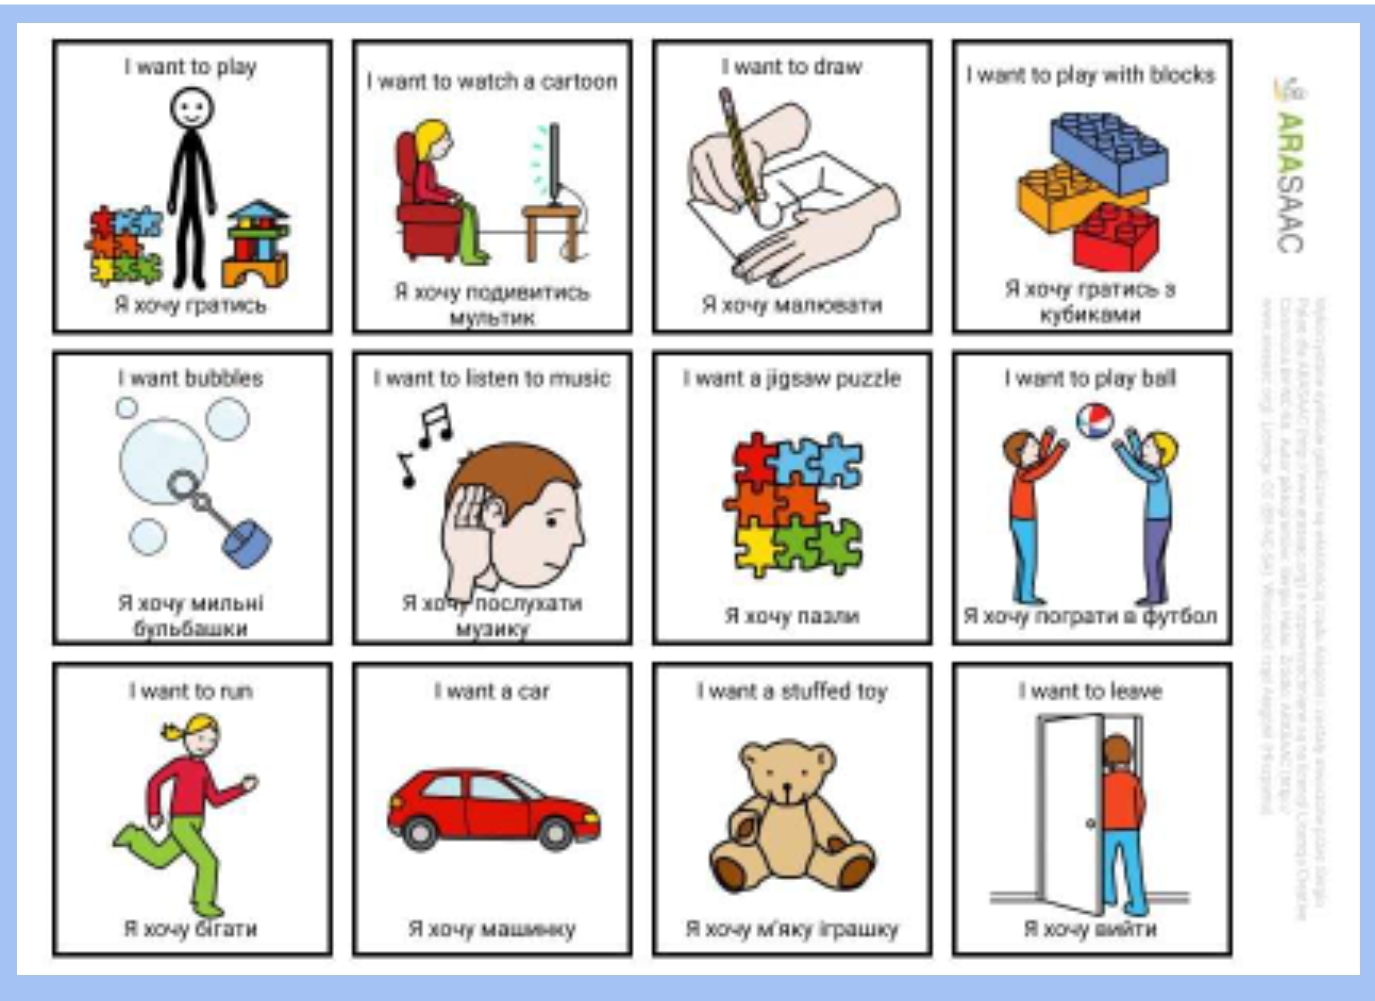 I want to play
Я хочу гратись
I want to watch a cartoon
Я хочу подивитись
мультик
I want to draw
Я хочу малювати
I want to play with blocks
Я хочу гратись з
кубиками
I want bubbles
Я хочу мильні
бульбашки
I want to listen to music
Я хочу послухати
музику
I want a jigsaw puzzle
Я хочу пазли
I want to play ball
Я хочу пограти в футбол
I want to run
Я хочу бігати
I want a car
Я хочу машинку
I want a stuffed toy
Я хочу м'яку іграшку
I want to leave
Я хочу вийти
ARASAAC